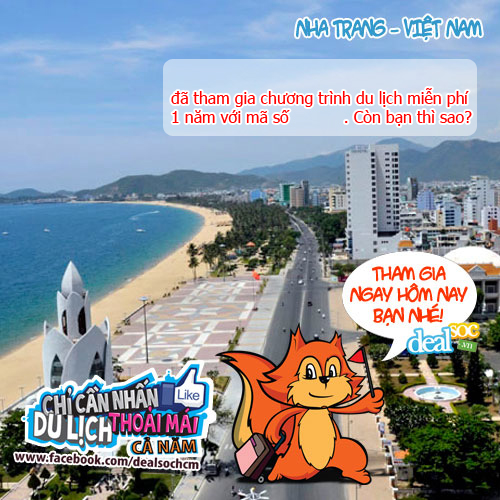 NHA TRANG - VIỆT NAM
đã tham gia chương trình du lịch miễn phí
1 năm với mã số . Còn bạn thì sao?
THAM GIA
NGAY HÔM NAY
BẠN NHÉ!
dealsoc
.vn
Like
CHỈ CẦN NHẤN
DU LỊCH THOẢI MÁI
CẢ NĂM
www.facebook.com/dealsochcm